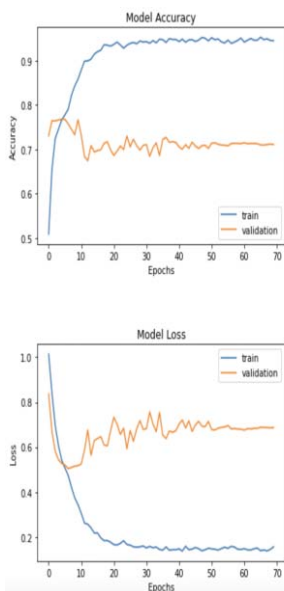 Model Accuracy
0.9
0.8
0.7
0.6
0.5
Accuracy
train
validation
0 10 20 30 40 50 60 70
Epochs
Model Loss
1.0
0.8
0.6
0.4
0.2
Loss
train
validation
0 10 20 30 40 50 60 70
Epochs